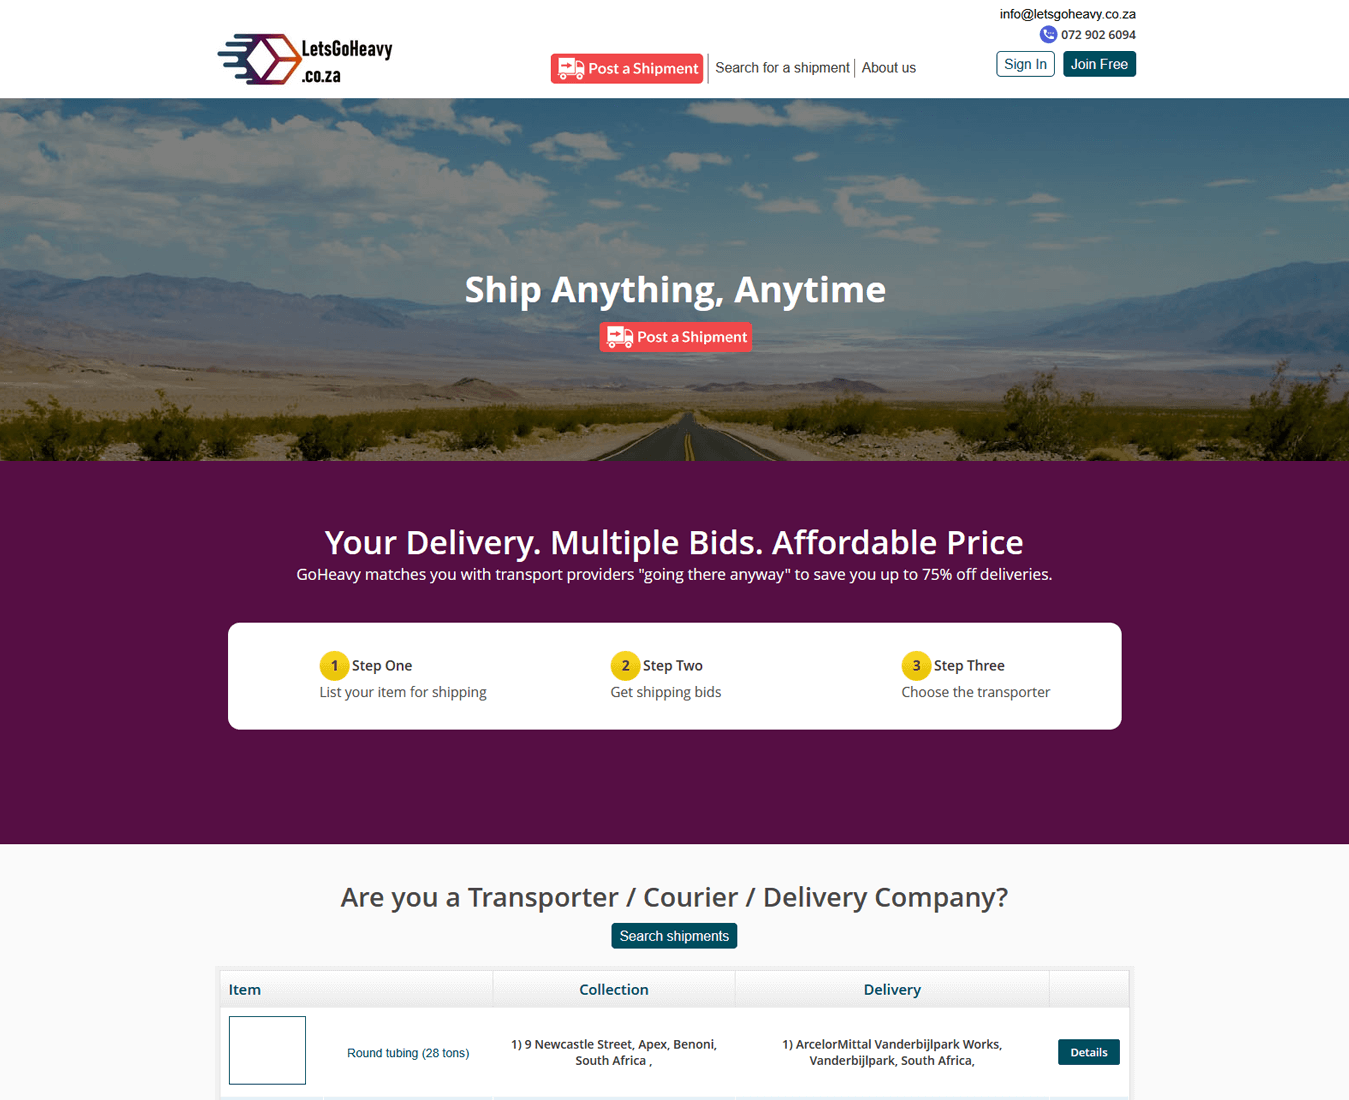 info@letsgoheavy.co.za
072 902 6094
LetsGoHeavy
.co.za
Post a Shipment
Search for a shipment
About us
Sign In
Join Free
Ship Anything, Anytime
Post a Shipment
Your Delivery. Multiple Bids. Affordable Price
GoHeavy matches you with transport providers "going there anyway" to save you up to 75% off deliveries.
1 Step One
List your item for shipping
2 Step Two
Get shipping bids
3 Step Three
Choose the transporter
Are you a Transporter / Courier / Delivery Company?
Search shipments
Item
Collection
Delivery
Round tubing (28 tons)
1) 9 Newcastle Street, Apex, Benoni,
South Africa ,
1) ArcelorMittal Vanderbijlpark Works,
Vanderbijlpark, South Africa,
Details